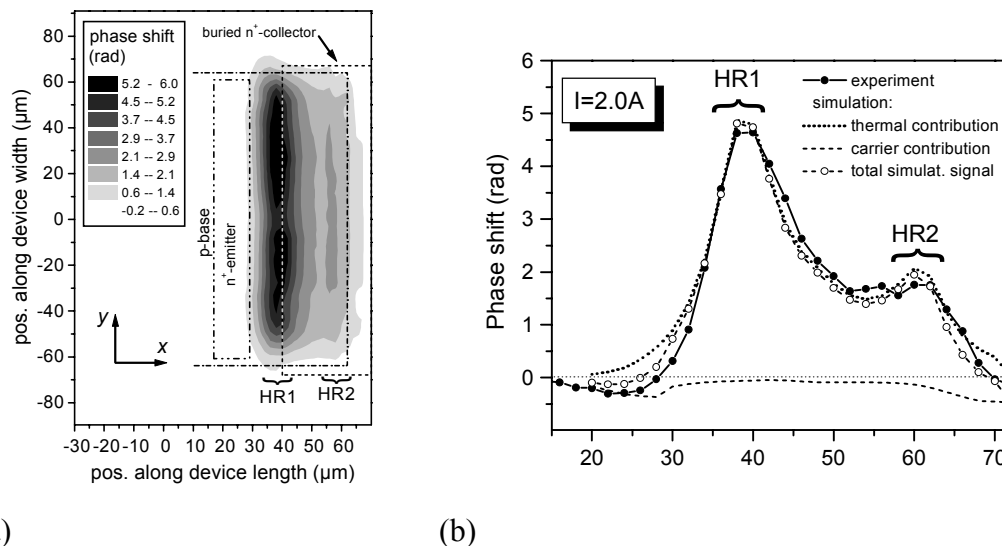 buried n⁺-collector
phase shift
(rad)
5.2 - 6.0
4.5 -- 5.2
3.7 -- 4.5
2.9 -- 3.7
2.1 -- 2.9
1.4 -- 2.1
0.6 -- 1.4
-0.2 -- 0.6
80
60
40
20
0
-20
-40
-60
-80
pos. along device width (µm)
p-base
n⁺-emitter
y
x
HR1
HR2
-30 -20 -10 0 10 20 30 40 50 60
pos. along device length (µm)
)
I=2.0A
HR1
HR2
experiment
simulation:
thermal contribution
carrier contribution
total simulat. signal
6
5
4
3
2
1
0
Phase shift (rad)
20 30 40 50 60 70
(b)